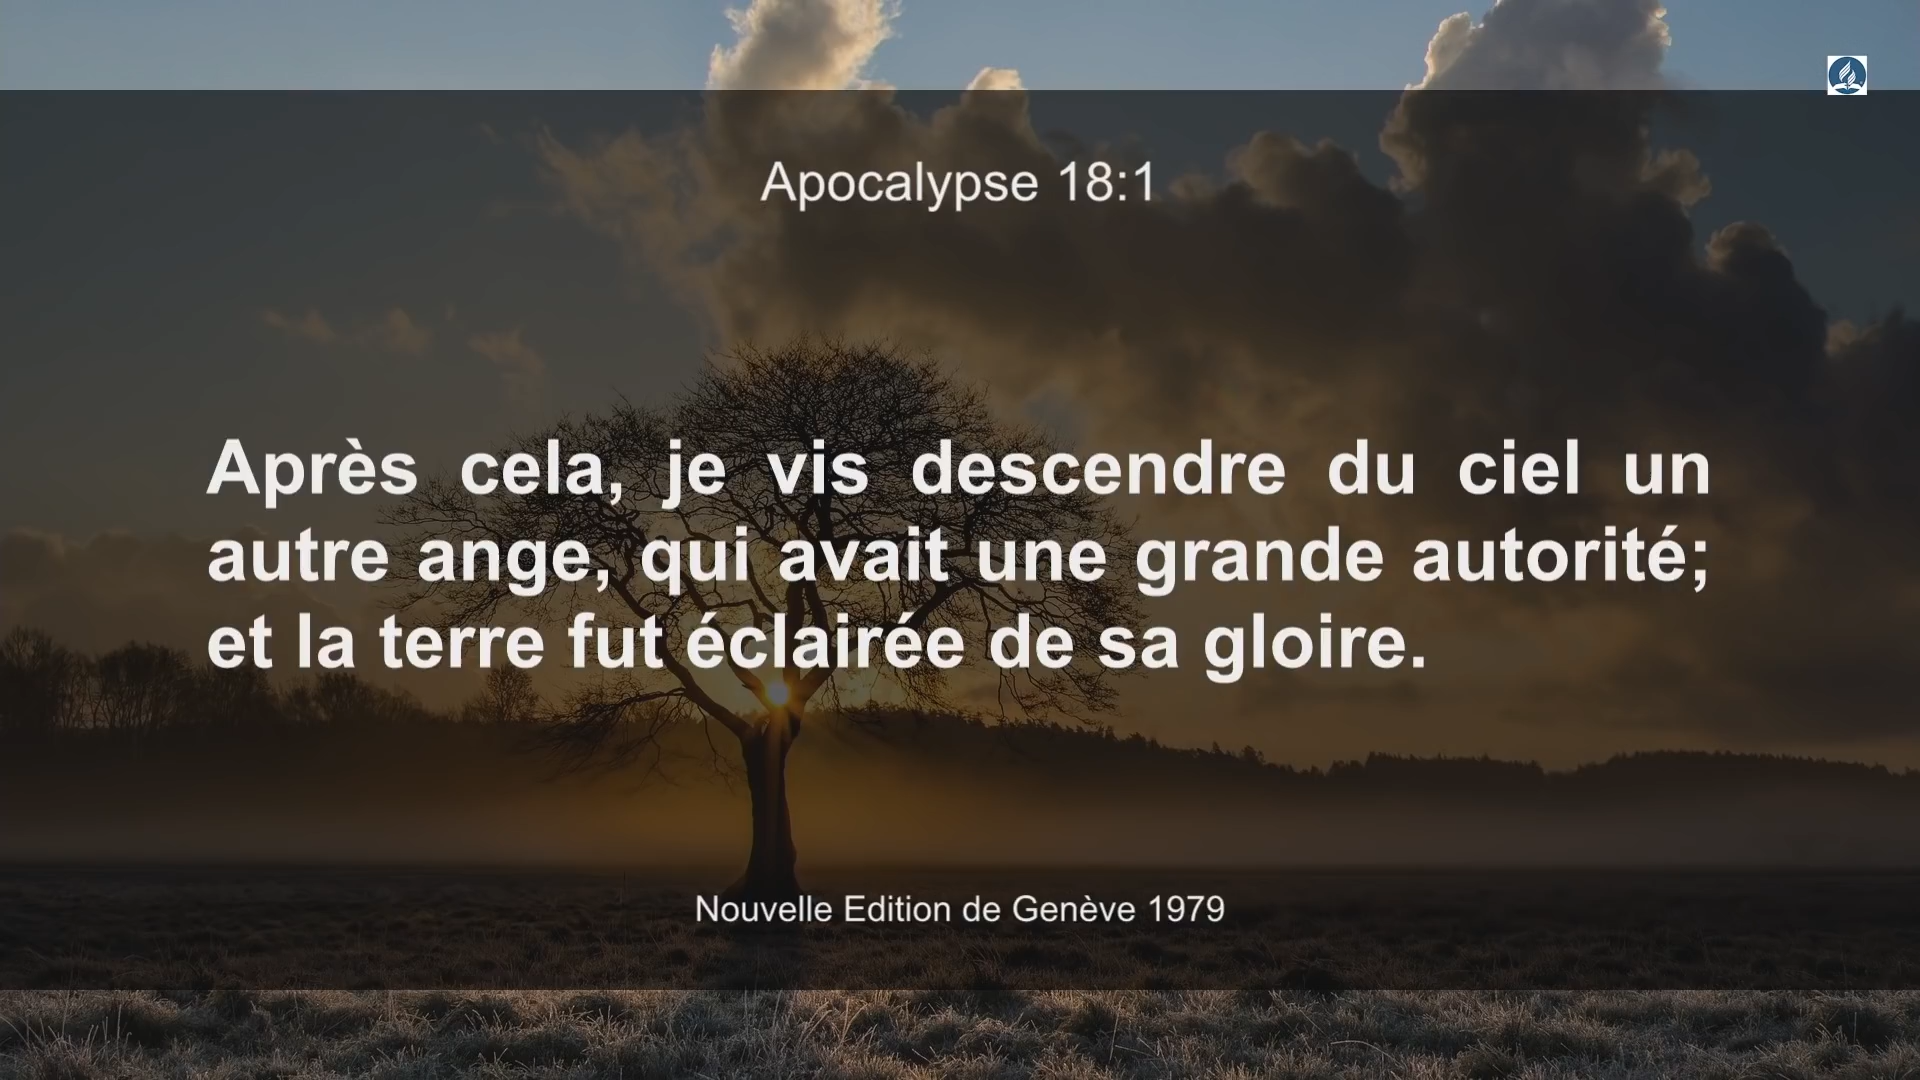 Apocalypse 18:1
Après cela, je vis descendre du ciel un
autre ange, qui avait une grande autorité;
et la terre fut éclairée de sa gloire.
Nouvelle Edition de Genève 1979